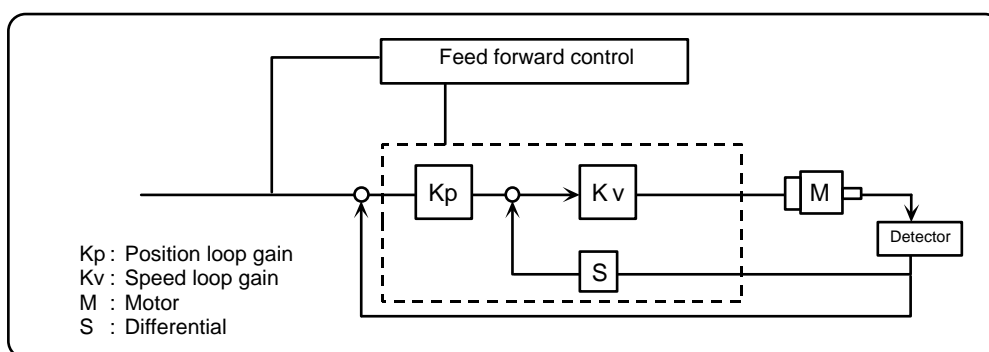 Feed forward control
Kp
Kv
M
Detector
S
Kp : Position loop gain
Kv : Speed loop gain
M : Motor
S : Differential